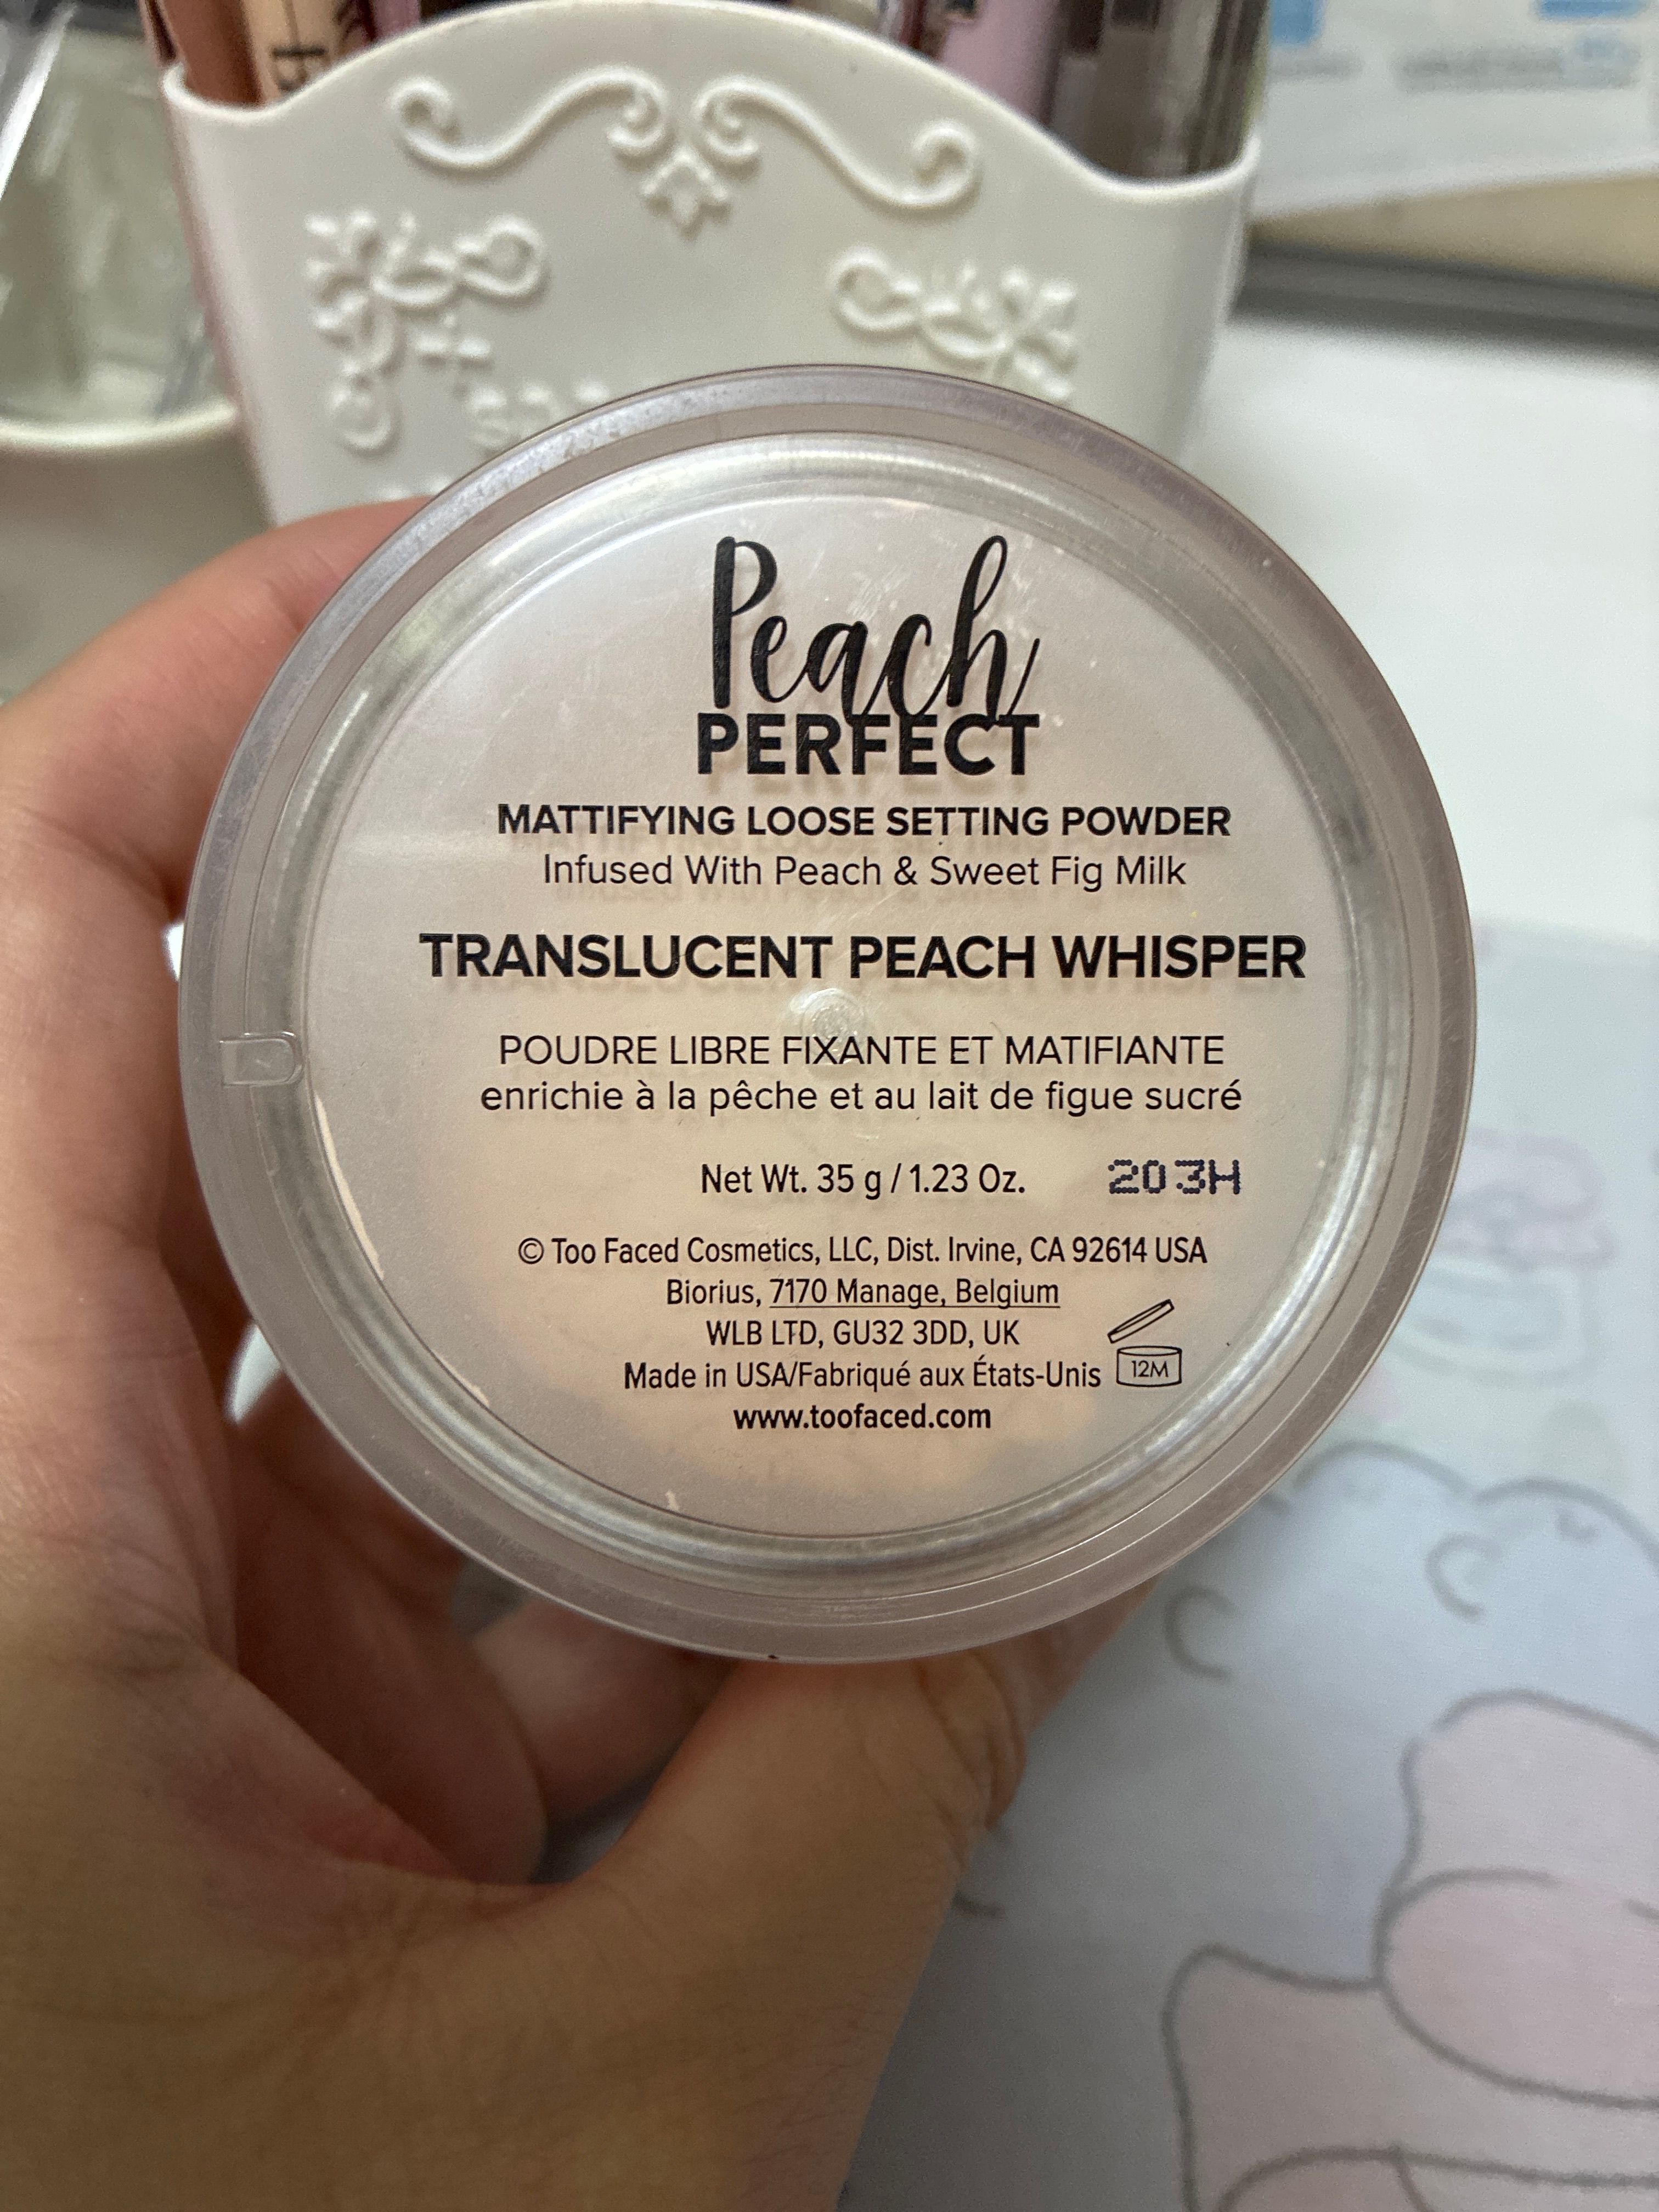 Peach
PERFECT
MATTIFYING LOOSE SETTING POWDER
Infused With Peach & Sweet Fig Milk
TRANSLUCENT PEACH WHISPER
POUDRE LIBRE FIXANTE ET MATIFIANTE
enrichie à la pêche et au lait de figue sucré
Net Wt. 35 g / 1.23 Oz. 203H
© Too Faced Cosmetics, LLC, Dist. Irvine, CA 92614 USA
Biorius, 7170 Manage, Belgium
WLB LTD, GU32 3DD, UK
Made in USA/Fabriqué aux États-Unis 12M
www.toofaced.com